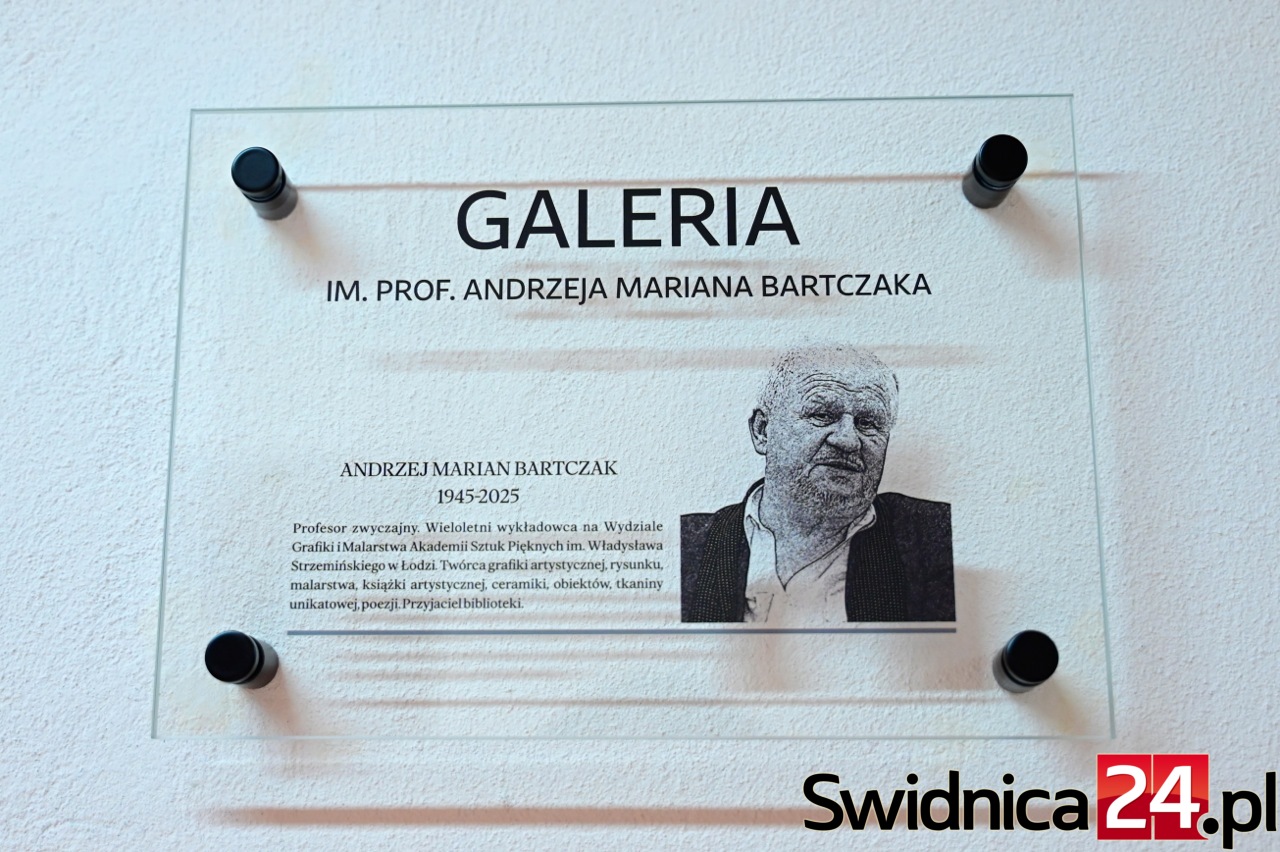 GALERIA
IM. PROF. ANDRZEJA MARIANA BARTCZAKA
ANDRZEJ MARIAN BARTCZAK
1945-2025
Profesor zwyczajny. Wieloletni wykładowca na Wydziale
Grafiki i Malarstwa Akademii Sztuk Pięknych im. Władysława
Strzemińskiego w Łodzi. Twórca grafiki artystycznej, rysunku,
malarstwa, książki artystycznej, ceramiki, obiektów, tkaniny
unikatowej, poezji. Przyjaciel biblioteki.
Swidnica24.pl